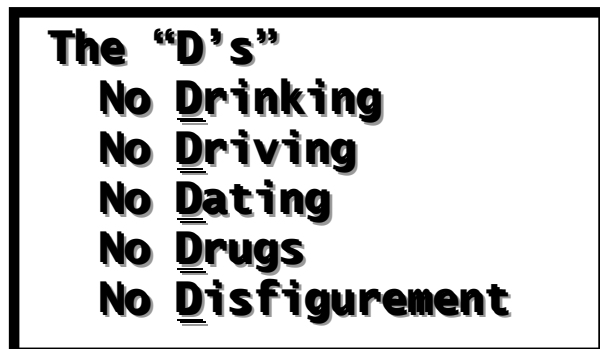 The “D’s”
No Drinking
No Driving
No Dating
No Drugs
No Disfigurement